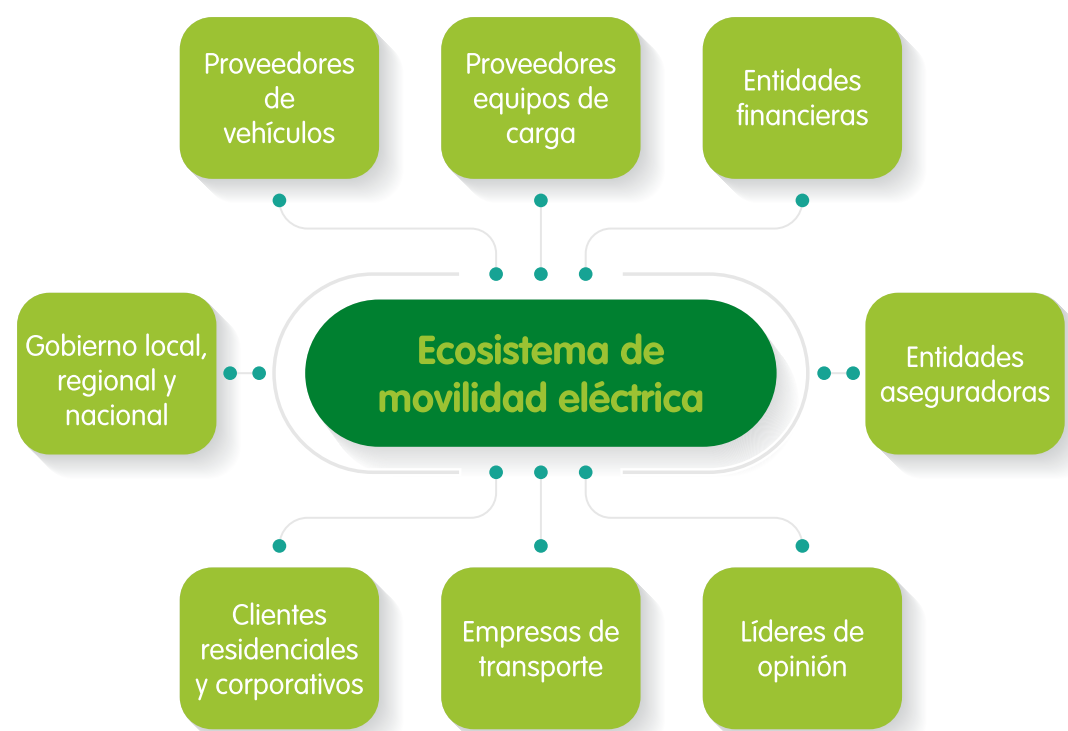 Proveedores
de
vehículos
Proveedores
equipos de
carga
Entidades
financieras
Gobierno local,
regional y
nacional
Ecosistema de
movilidad eléctrica
Entidades
aseguradoras
Clientes
residenciales
y corporativos
Empresas de
transporte
Líderes de
opinión